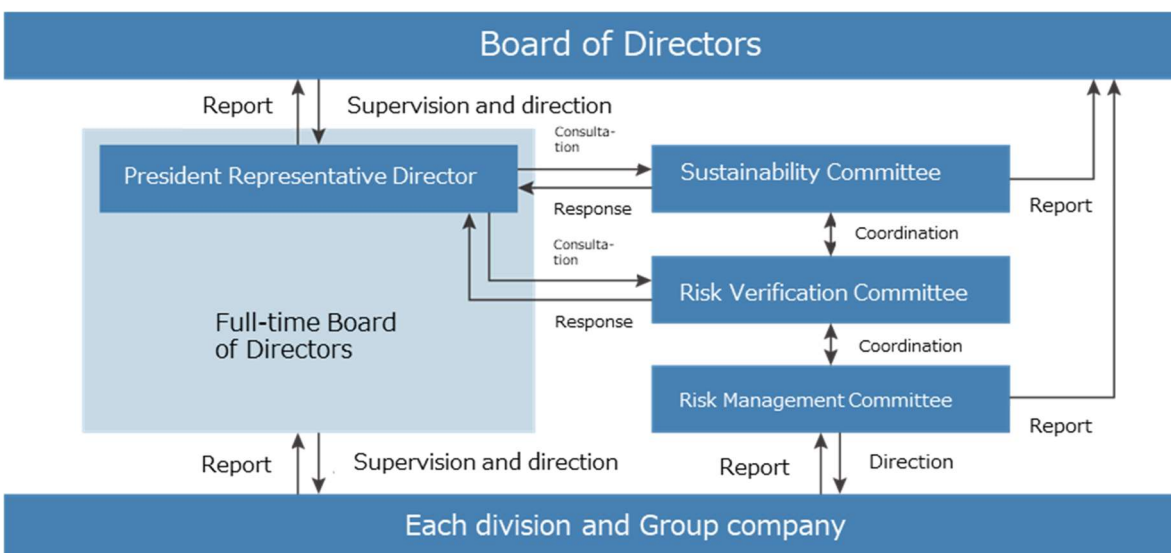 Board of Directors
Report
Supervision and direction
Consulta-
tion
President Representative Director
Sustainability Committee
Response
Report
Coordination
Consulta-
tion
Risk Verification Committee
Response
Full-time Board
of Directors
Coordination
Risk Management Committee
Report
Report
Supervision and direction
Report
Direction
Each division and Group company